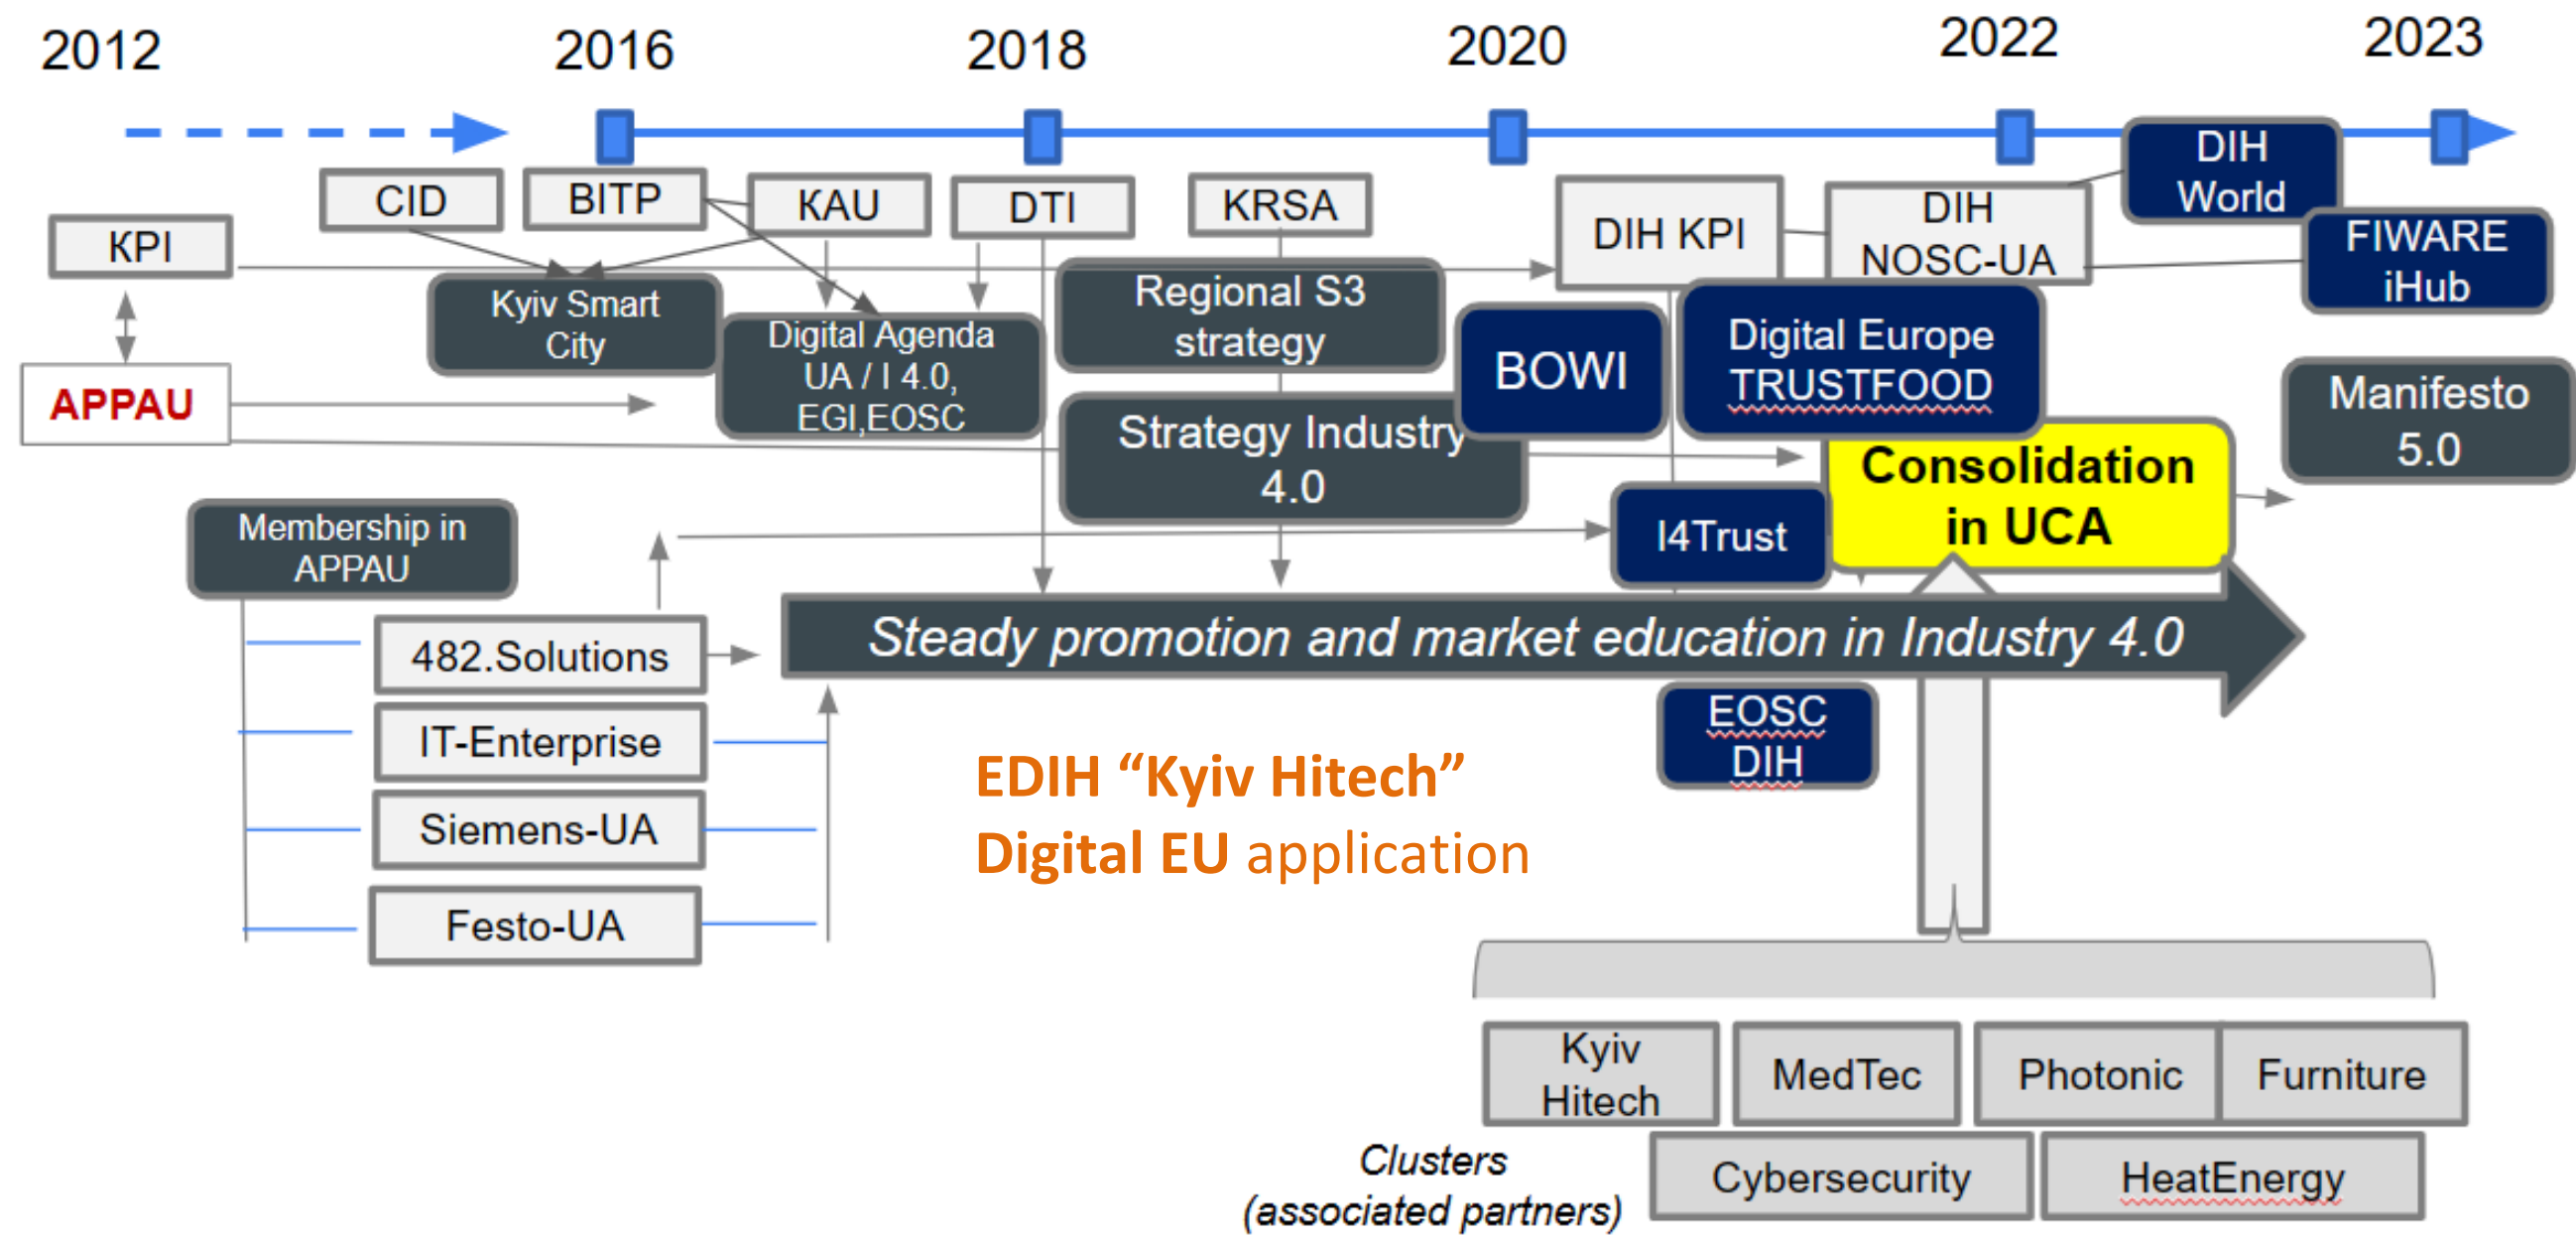 2012
2016
2018
2020
2022
2023
CID
BITP
KAU
DTI
KRSA
DIH KPI
DIH
NOSC-UA
DIH
World
FIWARE
iHub
KPI
Kyiv Smart
City
Digital Agenda
UA / I 4.0,
EGI,EOSC
Regional S3
strategy
BOWI
Digital Europe
TRUSTFOOD
Manifesto
5.0
APPAU
Strategy Industry
4.0
Consolidation
in UCA
I4Trust
Membership in
APPAU
482.Solutions
IT-Enterprise
Siemens-UA
Festo-UA
Steady promotion and market education in Industry 4.0
EOSC
DIH
EDIH “Kyiv Hitech”
Digital EU application
Kyiv
Hitech
MedTec
Photonic
Furniture
Clusters
(associated partners)
Cybersecurity
HeatEnergy